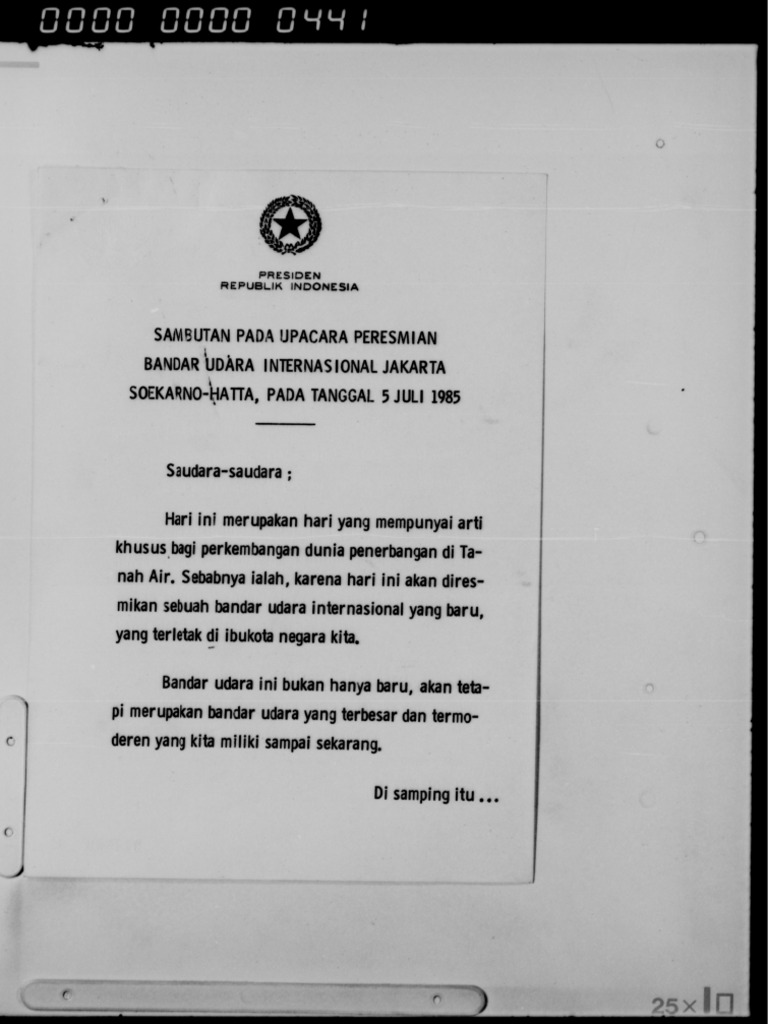 0000 0000 0441
PRESIDEN
REPUBLIK INDONESIA
SAMBUTAN PADA UPACARA PERESMIAN
BANDAR UDARA INTERNASIONAL JAKARTA
SOEKARNO-HATTA, PADA TANGGAL 5 JULI 1985
Saudara-saudara ;
Hari ini merupakan hari yang mempunyai arti
khusus bagi perkembangan dunia penerbangan di Ta-
nah Air. Sebabnya ialah, karena hari ini akan dires-
mikan sebuah bandar udara internasional yang baru,
yang terletak di ibukota negara kita.
Bandar udara ini bukan hanya baru, akan teta-
pi merupakan bandar udara yang terbesar dan termo-
deren yang kita miliki sampai sekarang.
Di samping itu ...
25×